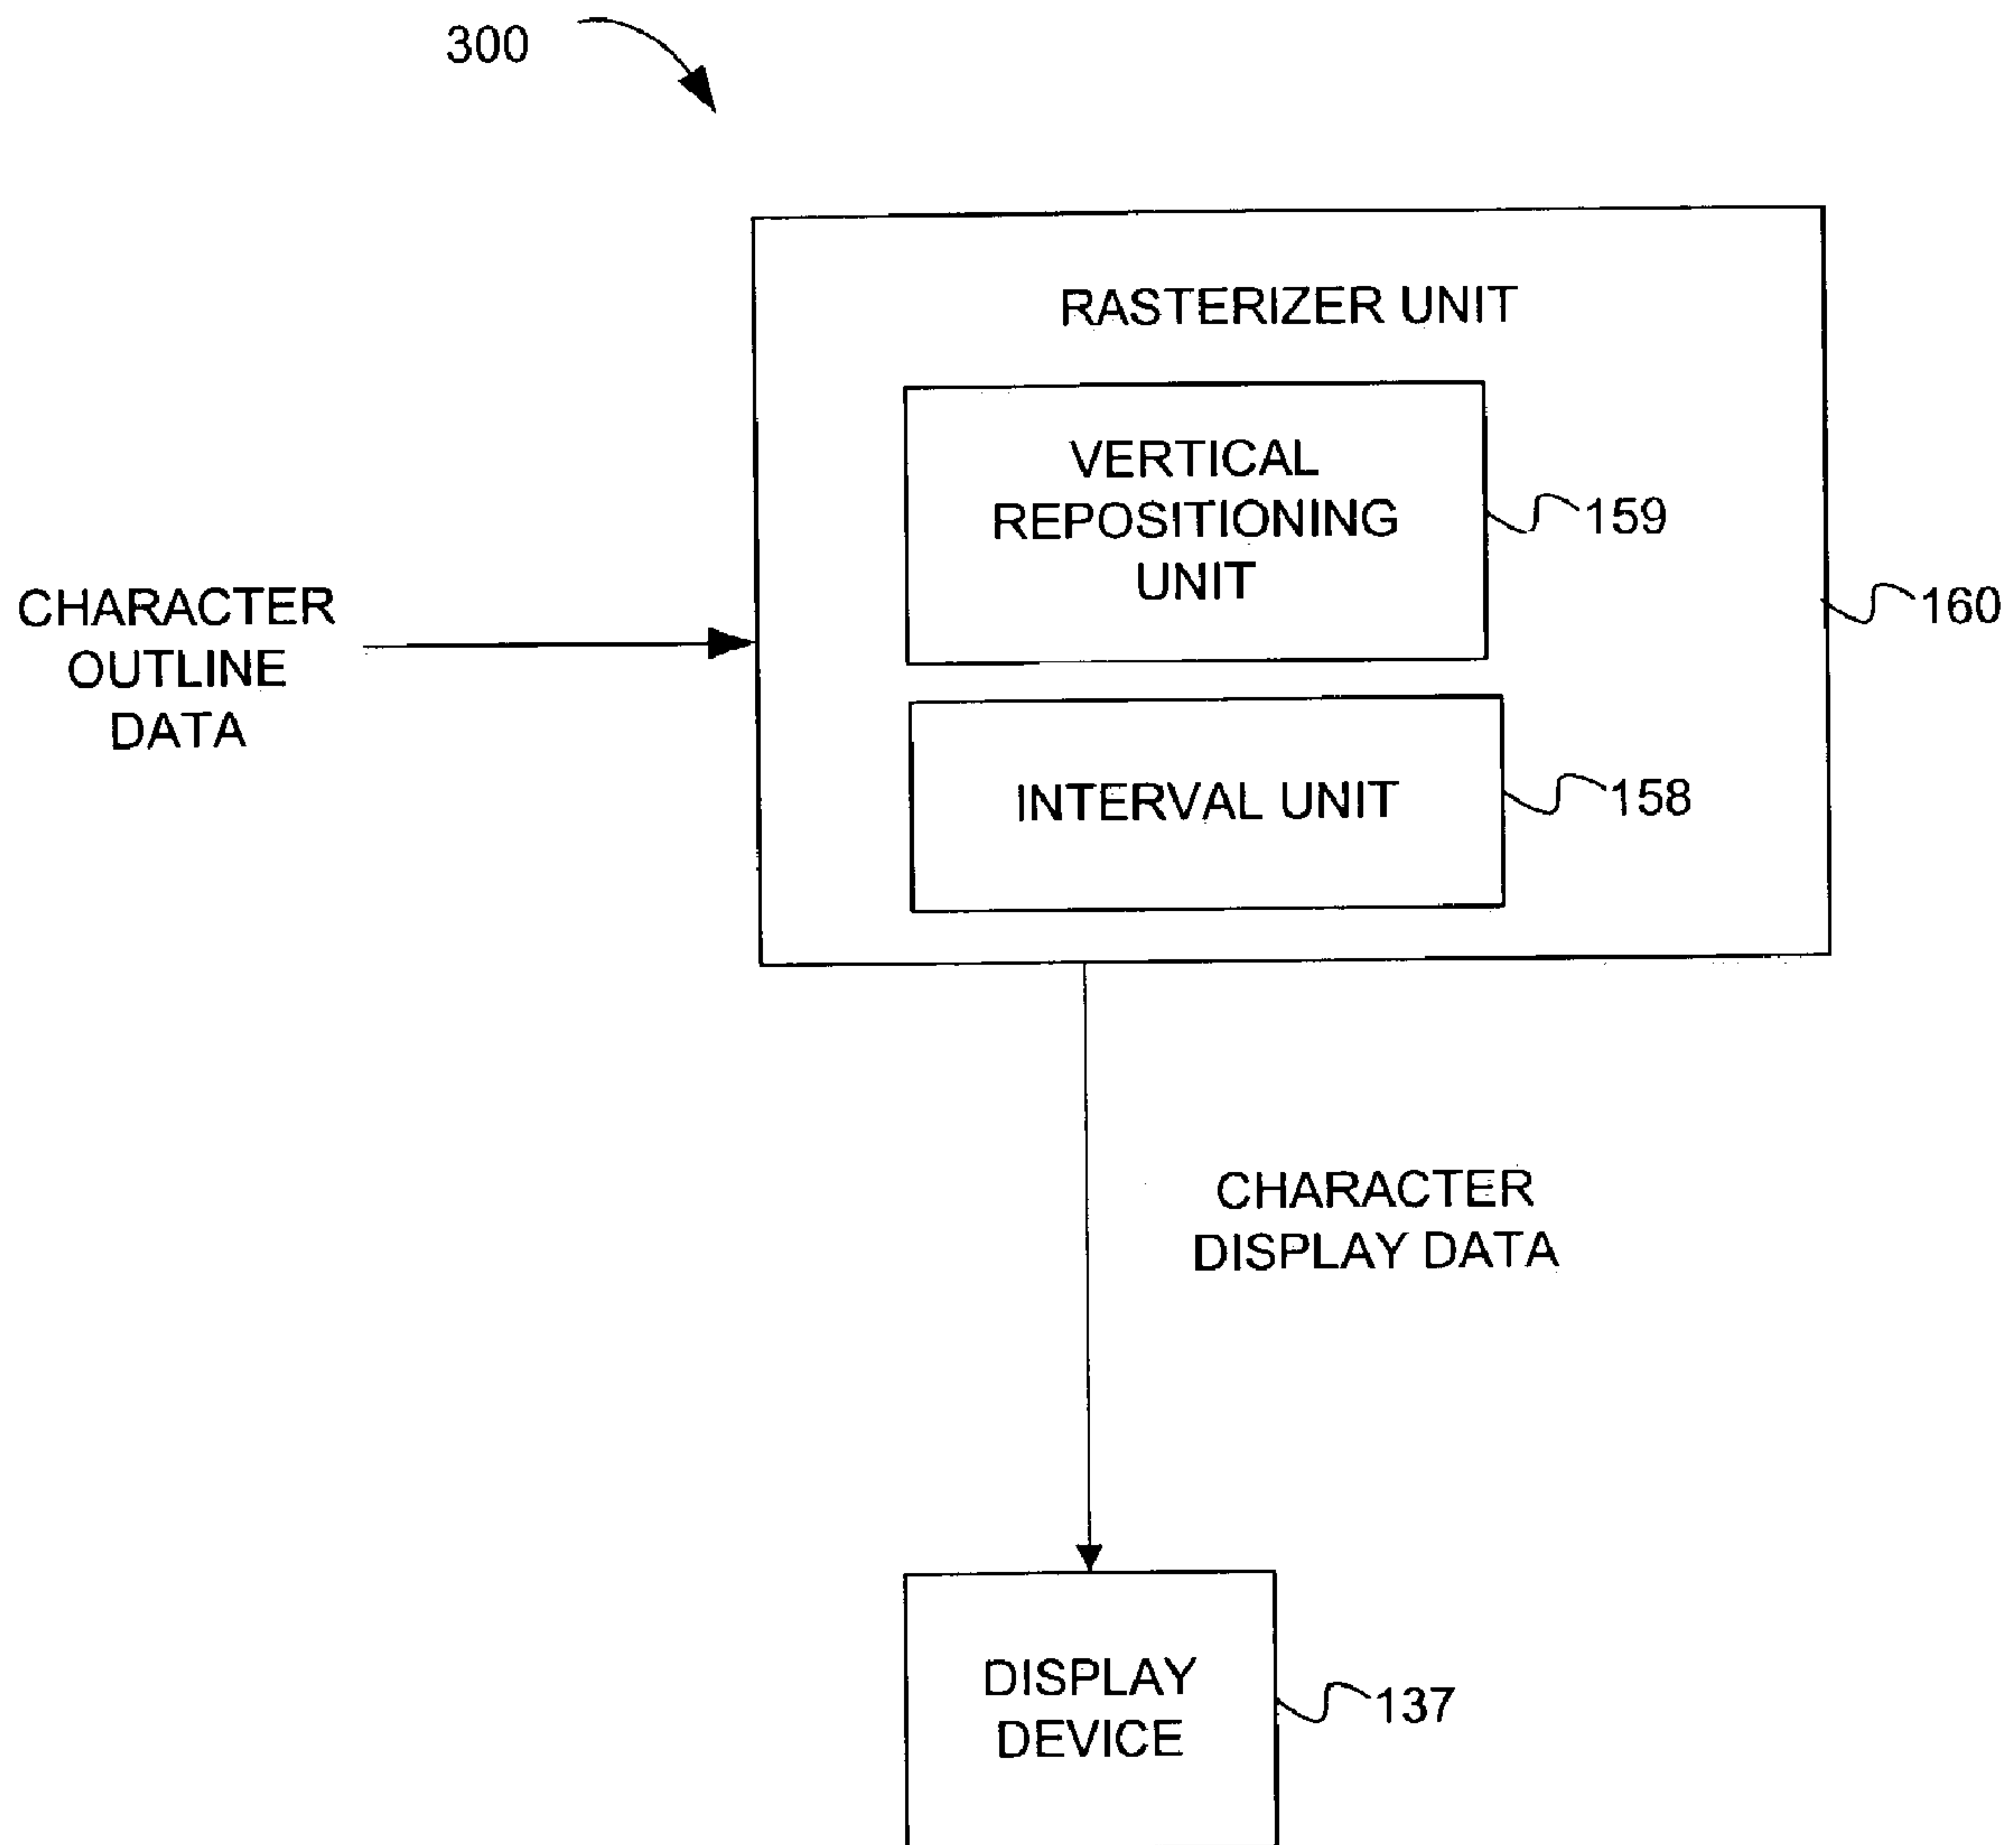 300
RASTERIZER UNIT
VERTICAL
REPOSITIONING
UNIT
159
CHARACTER
OUTLINE
DATA
160
INTERVAL UNIT
158
CHARACTER
DISPLAY DATA
DISPLAY
DEVICE
137